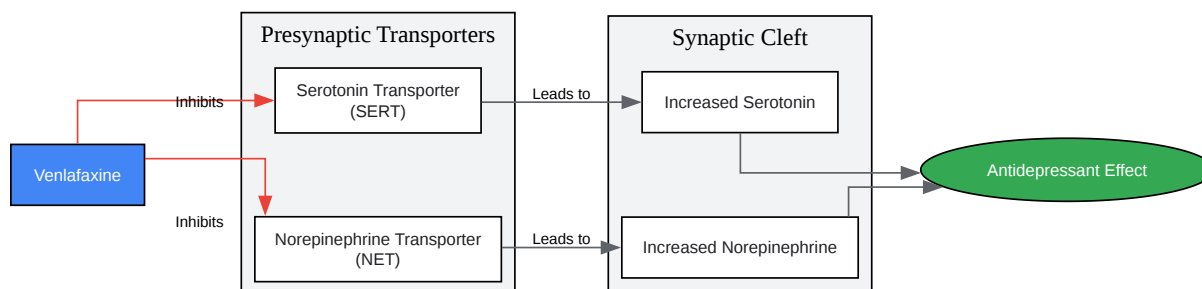 Presynaptic Transporters
Synaptic Cleft
Serotonin Transporter
(SERT)
Inhibits
Leads to
Increased Serotonin
Venlafaxine
Antidepressant Effect
Inhibits
Norepinephrine Transporter
(NET)
Leads to
Increased Norepinephrine